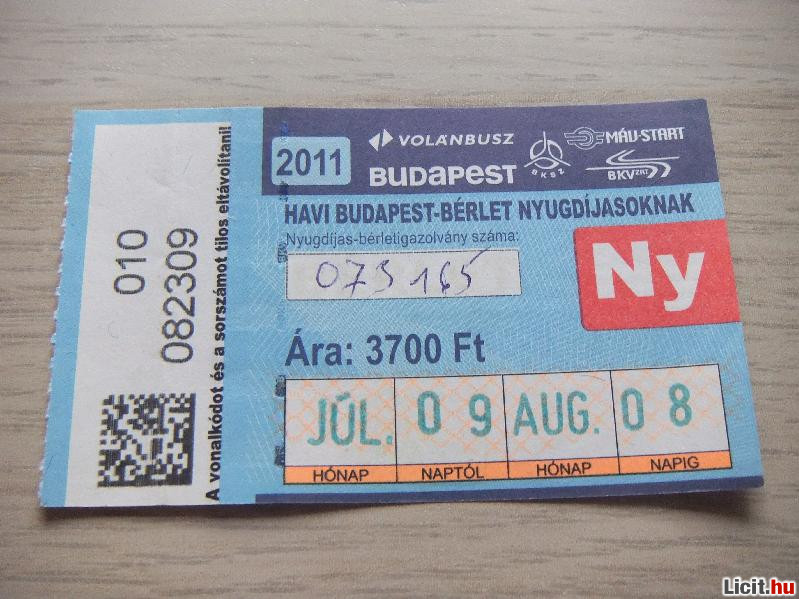 A vonalkódot és a sorszámot tilos eltávolítani!
010
082309
2011
VOLÁNBUSZ
BUDAPEST
BKSZ
MÁV-START
BKV ZRT
HAVI BUDAPEST-BÉRLET NYUGDÍJASOKNAK
Nyugdíjas-bérletigazolvány száma:
073165
Ny
Ára: 3700 Ft
JÚL. 09 AUG. 08
HÓNAP NAPTÓL HÓNAP NAPIG
Licit.hu